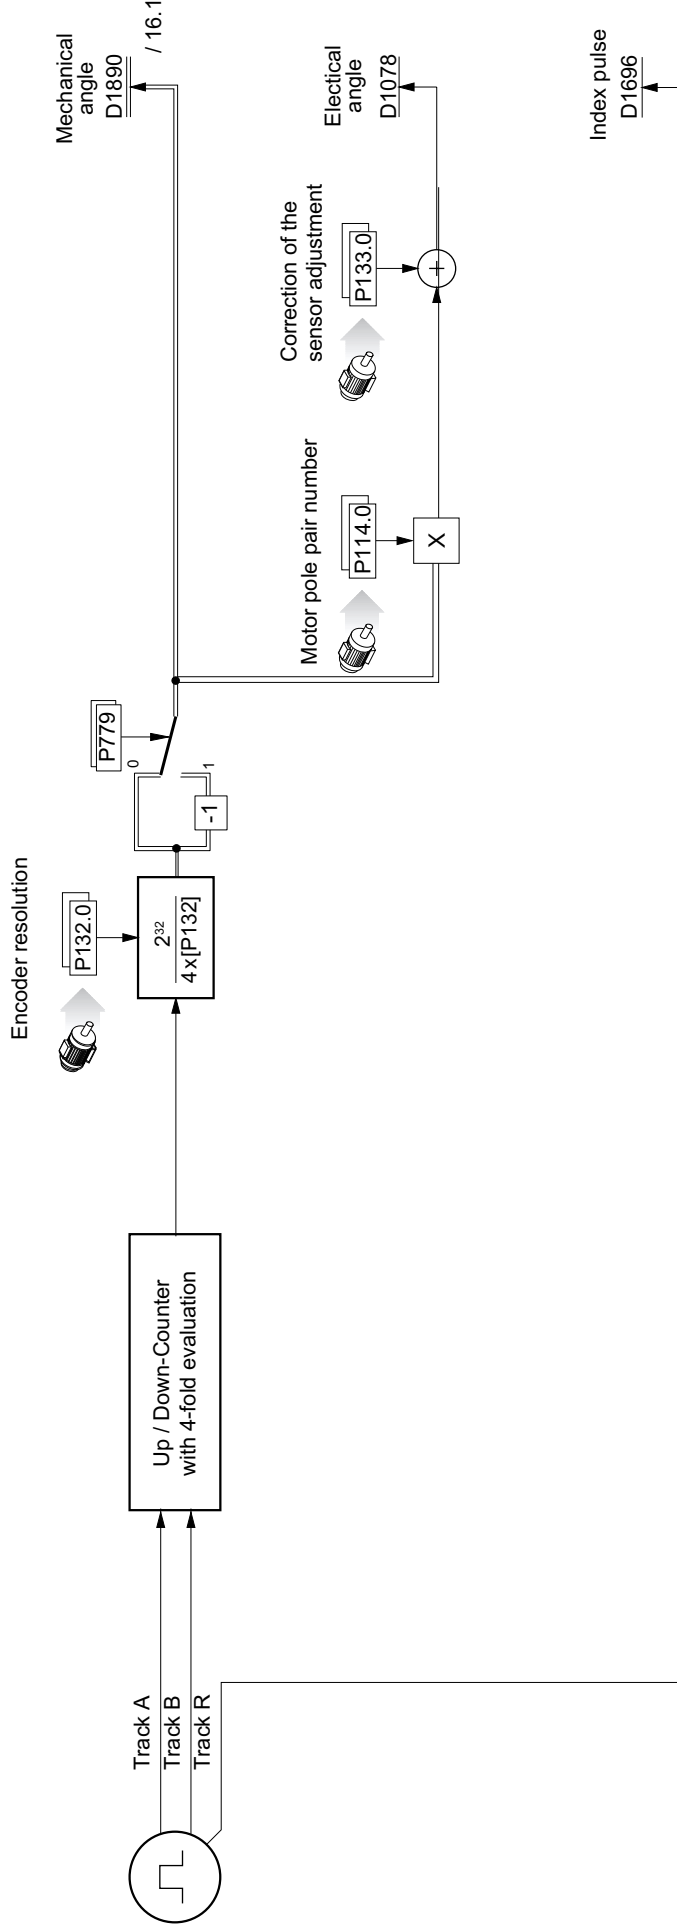 Track A
Track B
Track R
Up / Down-Counter
with 4-fold evaluation
Encoder resolution
P132.0
2³²
4x[P132]
-1
0
1
P779
Mechanical
angle
D1890
/ 16.1
Motor pole pair number
P114.0
X
Correction of the
sensor adjustment
P133.0
+
Electical
angle
D1078
Index pulse
D1696